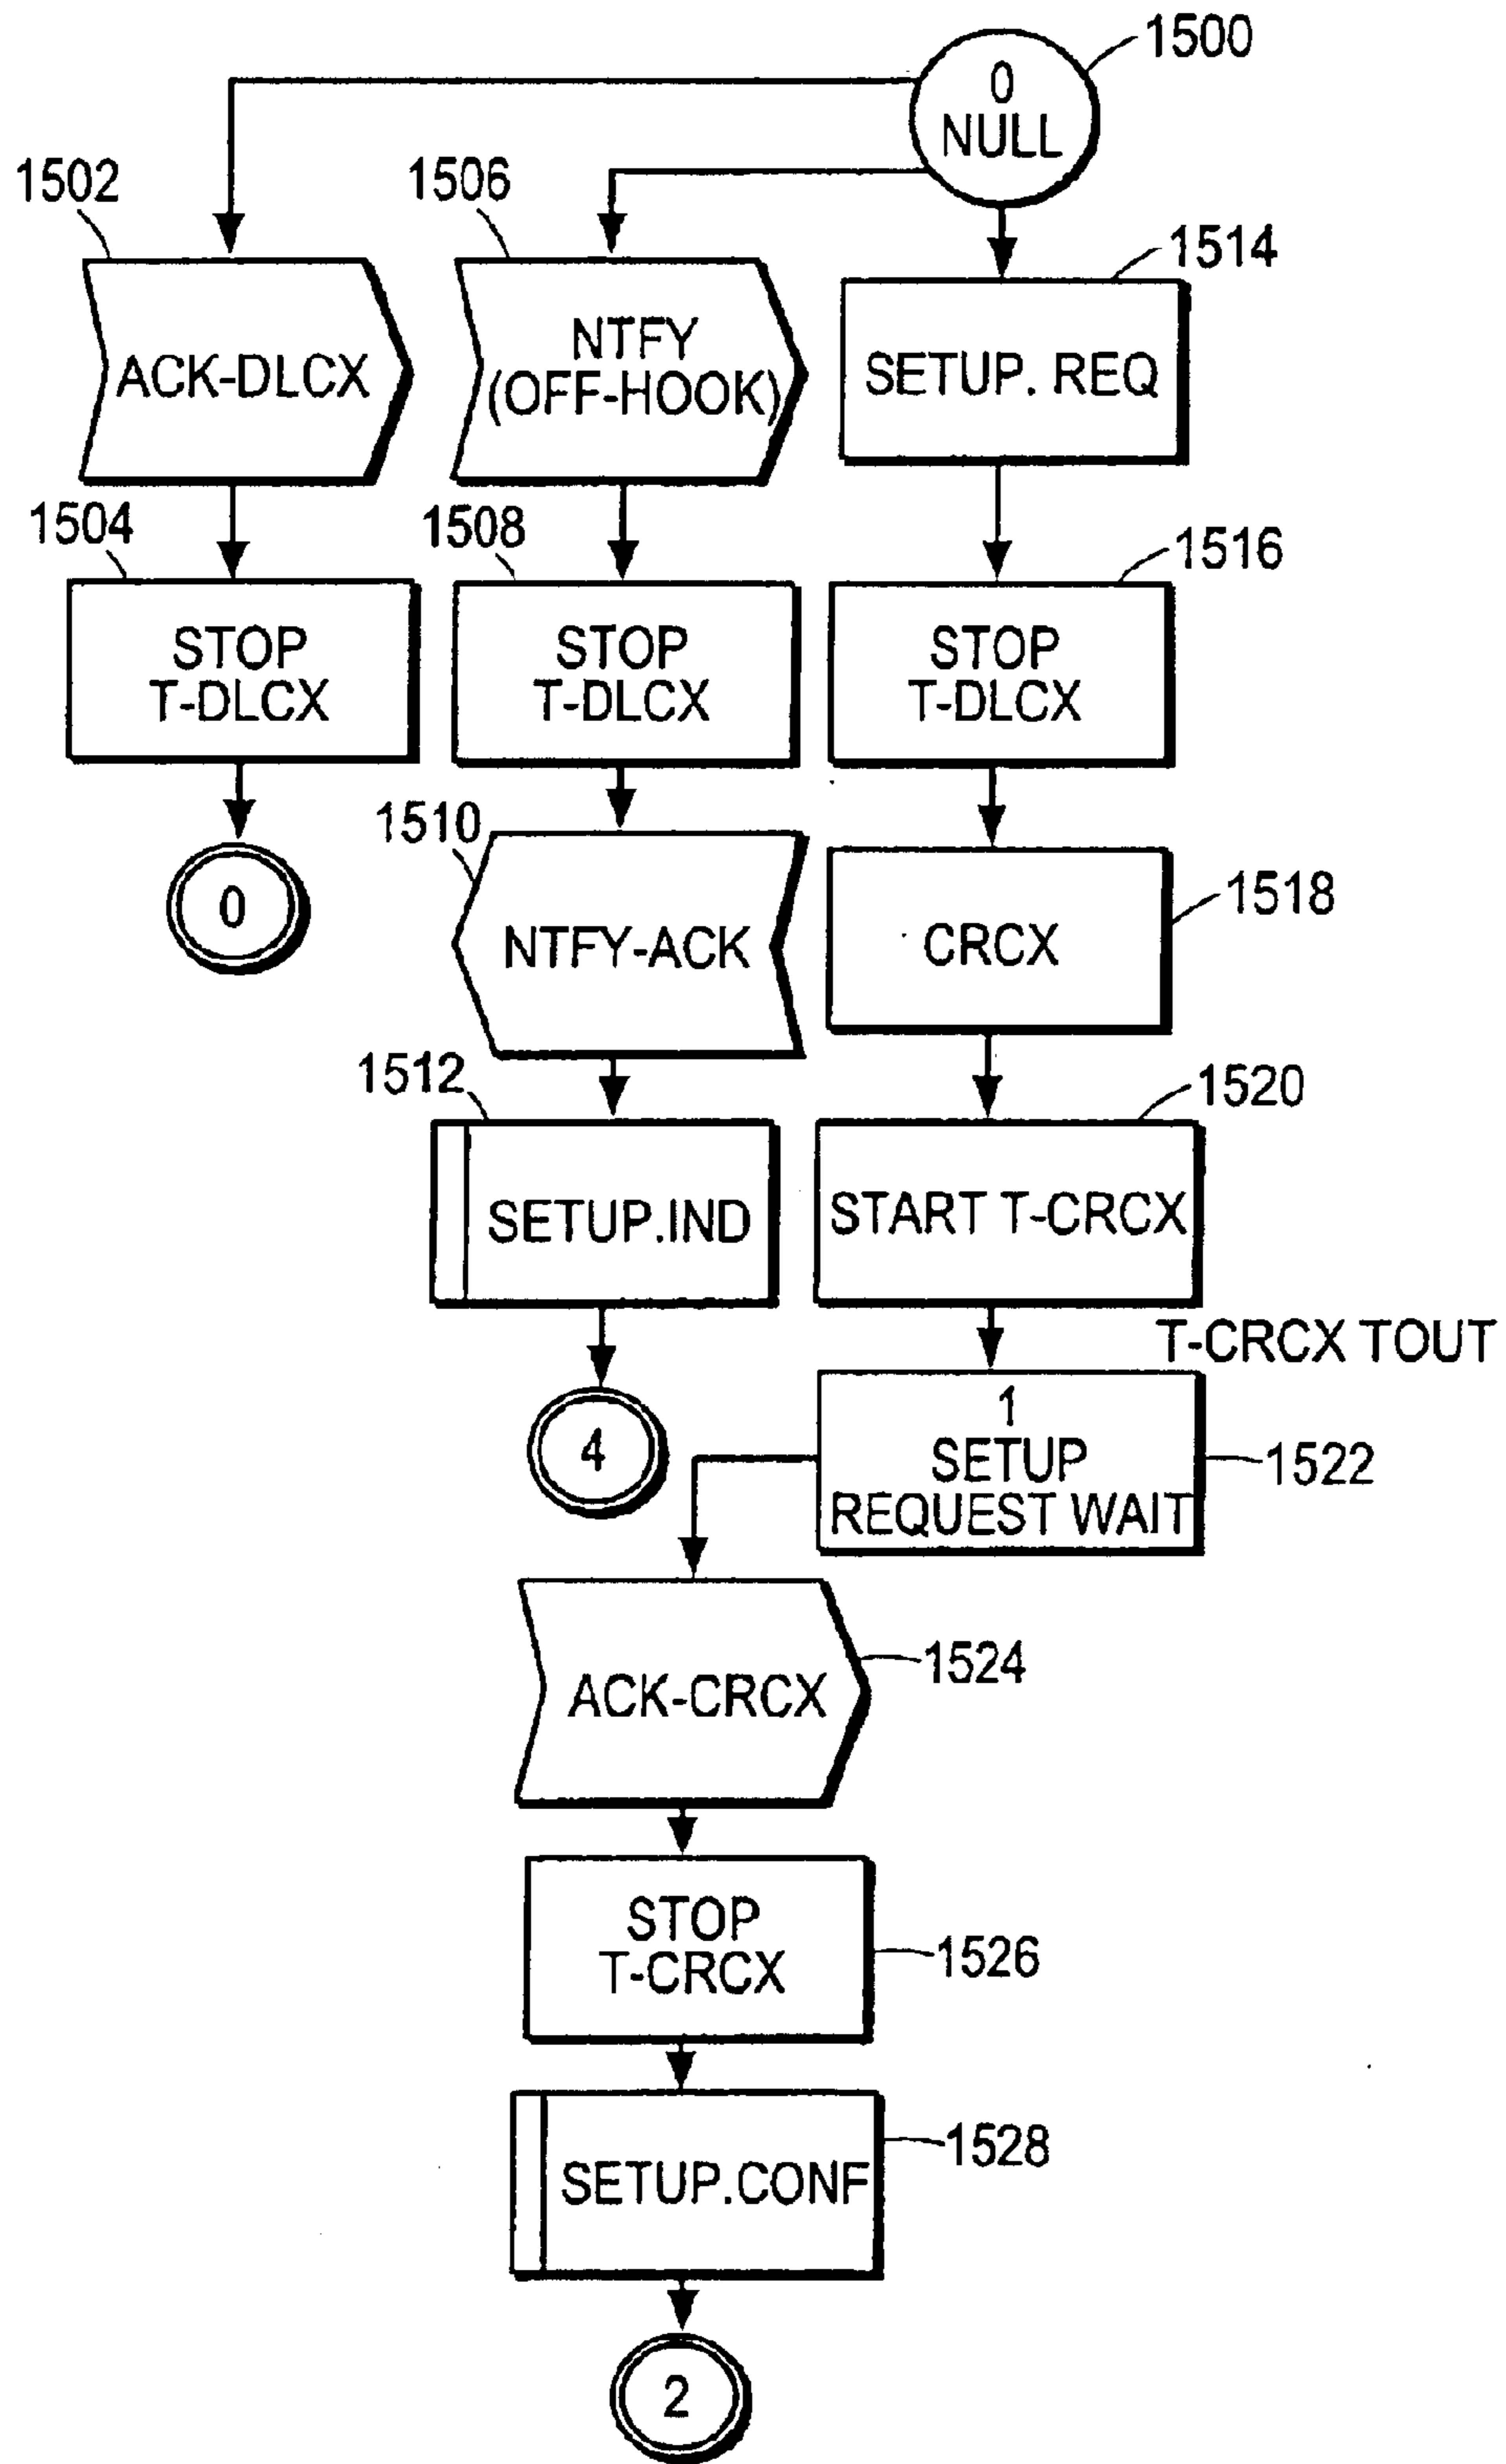 1500
0
NULL
1502
1506
1514
ACK-DLCX
NTFY
(OFF-HOOK)
SETUP. REQ
1504
1508
1516
STOP
T-DLCX
STOP
T-DLCX
STOP
T-DLCX
1510
1518
0
NTFY-ACK
CRCX
1512
1520
SETUP.IND
START T-CRCX
T-CRCX TOUT
4
1
SETUP
REQUEST WAIT
1522
ACK-CRCX
1524
STOP
T-CRCX
1526
SETUP.CONF
1528
2